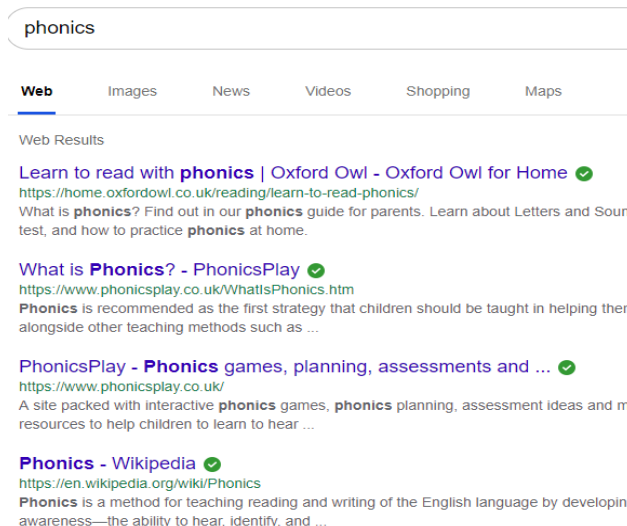 phonics
Web Images News Videos Shopping Maps
Web Results
Learn to read with phonics | Oxford Owl - Oxford Owl for Home
https://home.oxfordowl.co.uk/reading/learn-to-read-phonics/
What is phonics? Find out in our phonics guide for parents. Learn about Letters and
test, and how to practice phonics at home.
What is Phonics? - PhonicsPlay
https://www.phonicsplay.co.uk/WhatIsPhonics.htm
Phonics is recommended as the first strategy that children should be taught in helping
alongside other teaching methods such as ...
PhonicsPlay - Phonics games, planning, assessments and ...
https://www.phonicsplay.co.uk/
A site packed with interactive phonics games, phonics planning, assessment ideas and
resources to help children to learn to hear ...
Phonics - Wikipedia
https://en.wikipedia.org/wiki/Phonics
Phonics is a method for teaching reading and writing of the English language by
awareness—the ability to hear, identify, and ...